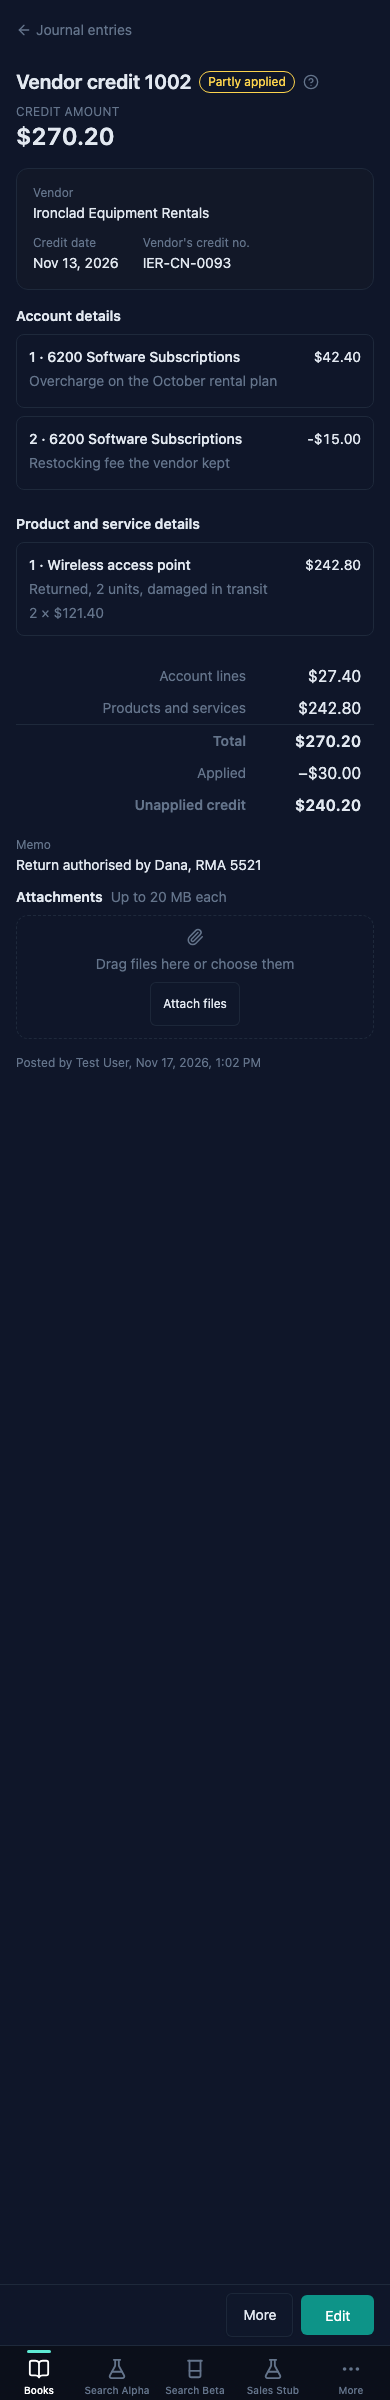 Journal entries
Vendor credit 1002 Partly applied
CREDIT AMOUNT
$270.20
Vendor
Ironclad Equipment Rentals
Credit date Vendor's credit no.
Nov 13, 2026 IER-CN-0093
Account details
1 · 6200 Software Subscriptions $42.40
Overcharge on the October rental plan
2 · 6200 Software Subscriptions -$15.00
Restocking fee the vendor kept
Product and service details
1 · Wireless access point $242.80
Returned, 2 units, damaged in transit
2 × $121.40
Account lines $27.40
Products and services $242.80
Total $270.20
Applied –$30.00
Unapplied credit $240.20
Memo
Return authorised by Dana, RMA 5521
Attachments Up to 20 MB each
Drag files here or choose them
Attach files
Posted by Test User, Nov 17, 2026, 1:02 PM
More Edit
Books Search Alpha Search Beta Sales Stub More